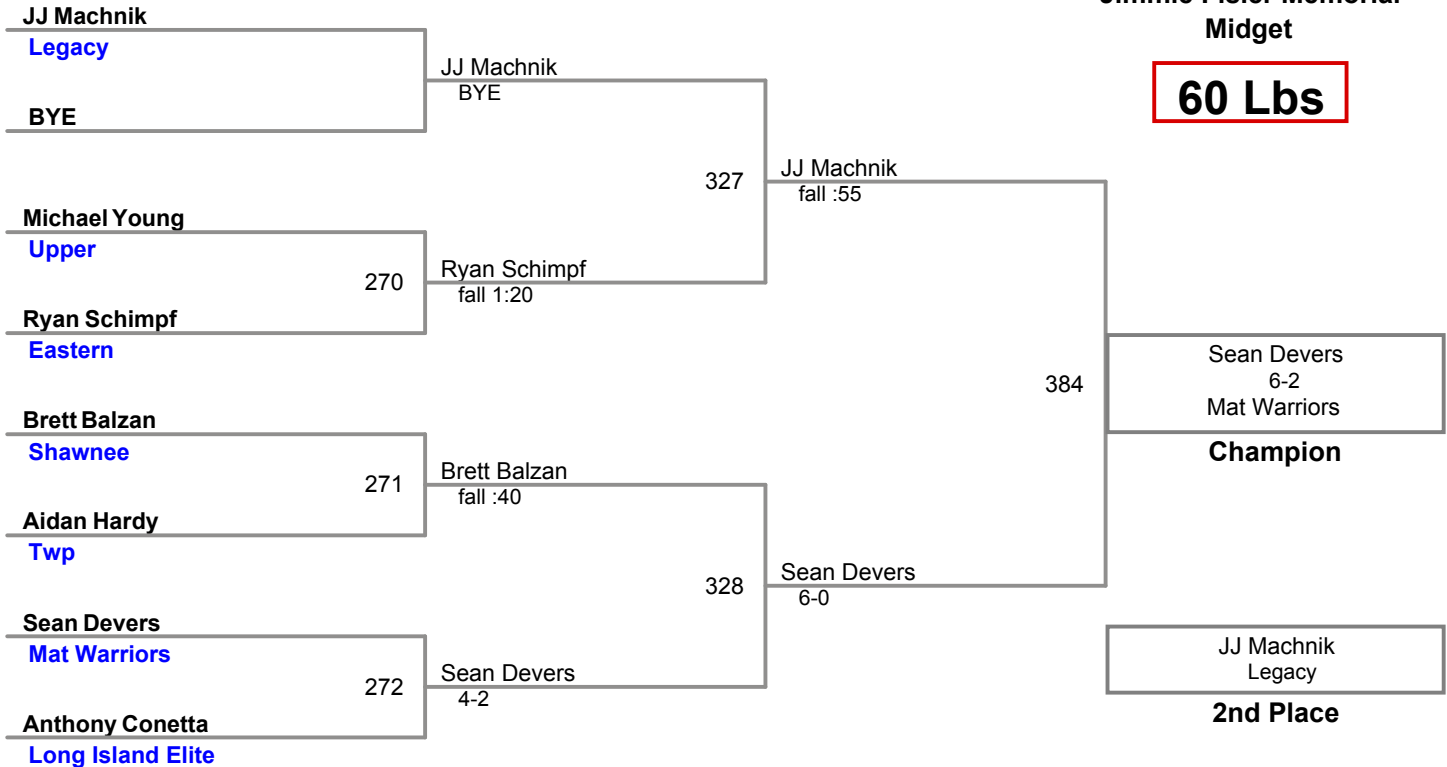 JJ Machnik
Legacy
BYE
Michael Young
Upper
Ryan Schimpf
Eastern
Brett Balzan
Shawnee
Aidan Hardy
Twp
Sean Devers
Mat Warriors
Anthony Conetta
Long Island Elite
270
271
272
JJ Machnik
BYE
Ryan Schimpf
fall 1:20
Brett Balzan
fall :40
Sean Devers
4-2
327
328
JJ Machnik
fall :55
Sean Devers
6-0
384
Midget
60 Lbs
Sean Devers
6-2
Mat Warriors
Champion
JJ Machnik
Legacy
2nd Place